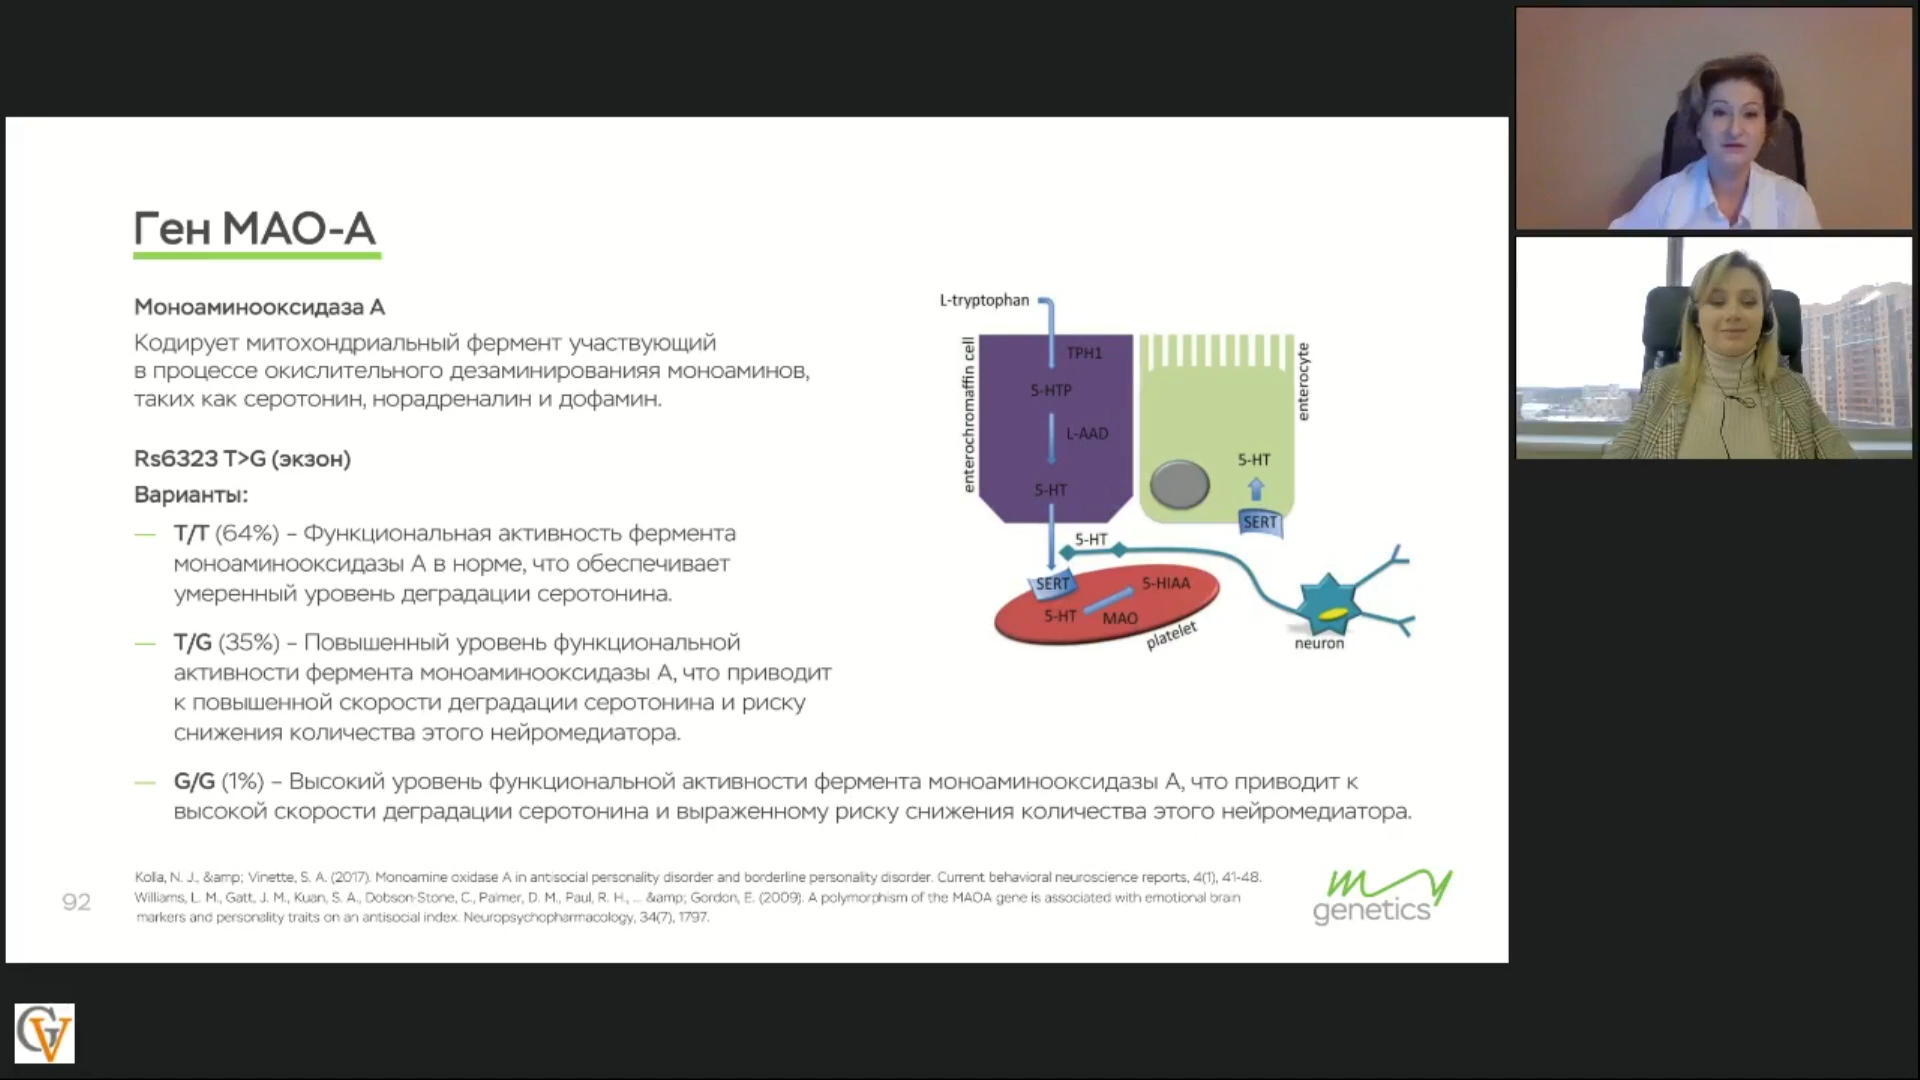 Ген МАО-А
Моноаминооксидаза А
Кодирует митохондриальный фермент участвующий
в процессе окислительного дезаминированияя моноаминов,
таких как серотонин, норадреналин и дофамин.
Rs6323 T>G (экзон)
Варианты:
— T/T (64%) – Функциональная активность фермента
моноаминооксидазы А в норме, что обеспечивает
умеренный уровень деградации серотонина.
— T/G (35%) – Повышенный уровень функциональной
активности фермента моноаминооксидазы А, что приводит
к повышенной скорости деградации серотонина и риску
снижения количества этого нейромедиатора.
— G/G (1%) – Высокий уровень функциональной активности фермента моноаминооксидазы А, что приводит к
высокой скорости деградации серотонина и выраженному риску снижения количества этого нейромедиатора.
L-tryptophan
enterochromaffin cell
TPH1
5-HTP
L-AAD
5-HT
enterocyte
5-HT
SERT
5-HT
SERT
5-HIAA
5-HT
MAO
platelet
neuron
Kolla, N. J., &amp; Vinette, S. A. (2017). Monoamine oxidase A in antisocial personality disorder and borderline personality disorder. Current behavioral neuroscience reports, 4(1), 41-48.
Williams, L. M., Gatt, J. M., Kuan, S. A., Dobson-Stone, C., Palmer, D. M., Paul, R. H., ... &amp; Gordon, E. (2009). A polymorphism of the MAOA gene is associated with emotional brain
markers and personality traits on an antisocial index. Neuropsychopharmacology, 34(7), 1797.
92
my
genetics
GV